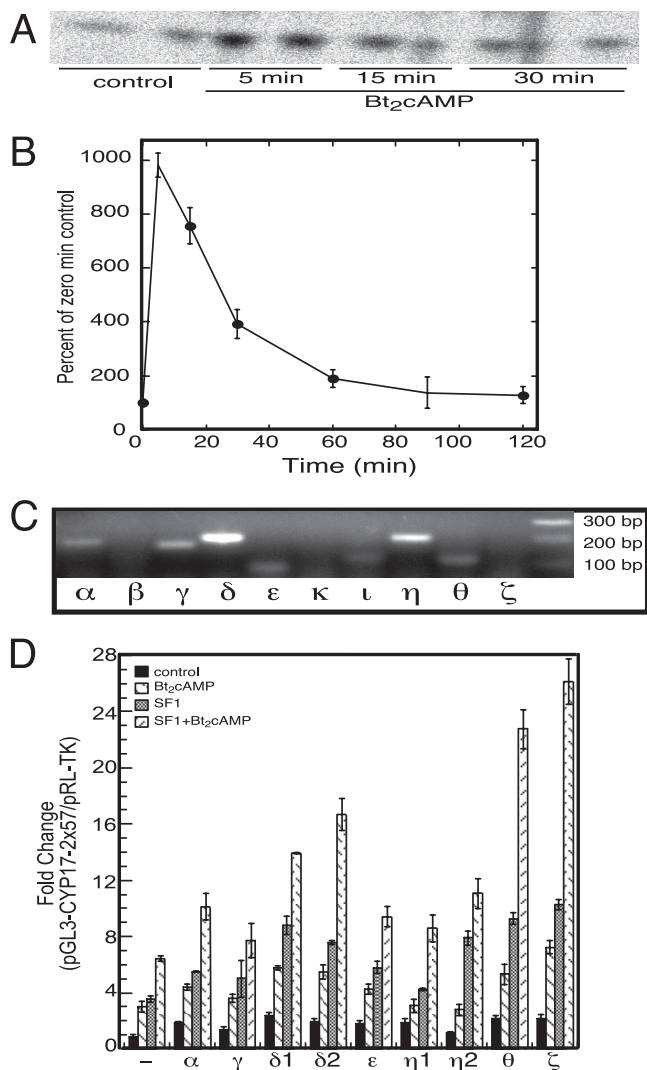 A
control
5 min
15 min
30 min
Bt₂cAMP
B
Percent of zero min control
1000
800
600
400
200
0
0 20 40 60 80 100 120
Time (min)
C
300 bp
200 bp
100 bp
α β γ δ ε κ ι η θ ζ
D
Fold Change
(pGL3-CYP17-2x57/pRL-TK)
28
24
20
16
12
8
4
0
control
Bt₂cAMP
SF1
SF1+Bt₂cAMP
– α γ δ1 δ2 ε η1 η2 θ ζ